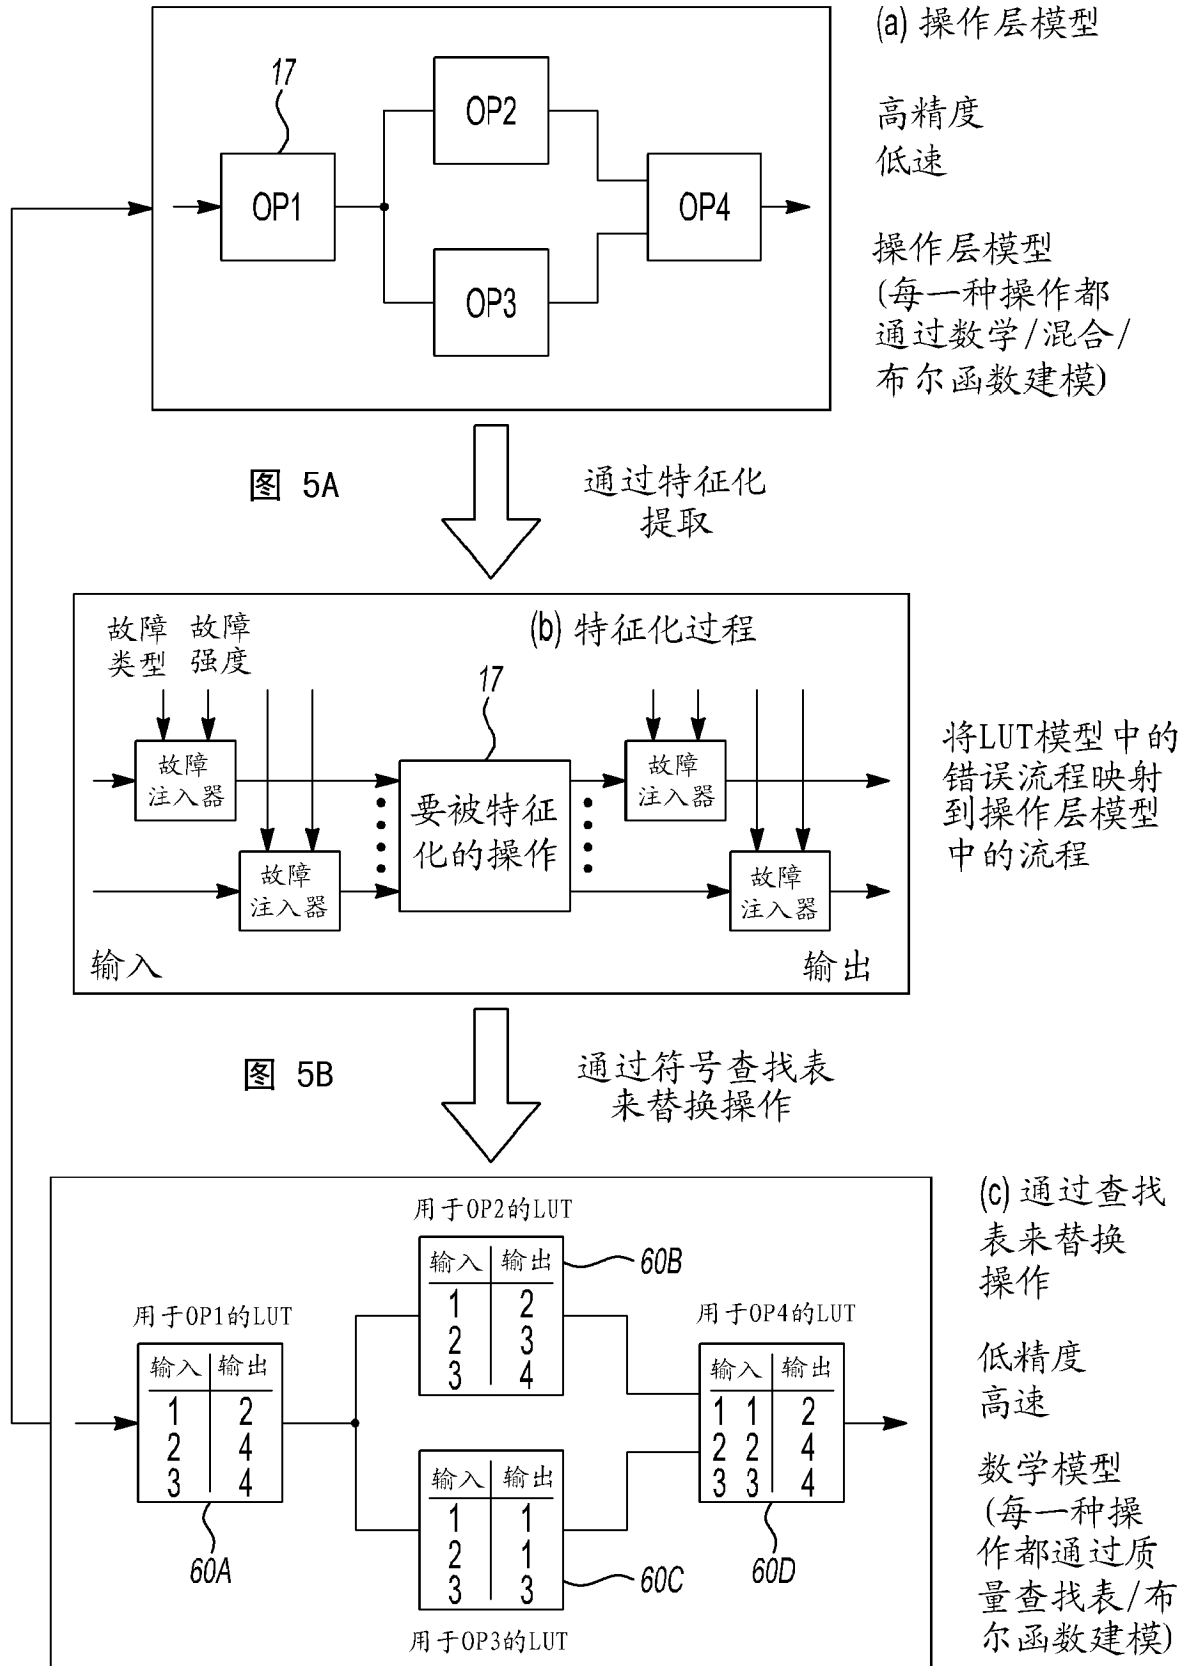 (a) 操作层模型
17
OP1
OP2
OP3
OP4
高精度
低速
操作层模型
(每一种操作都
通过数学/混合/
布尔函数建模)
图 5A
通过特征化
提取
(b) 特征化过程
故障
类型
故障
强度
17
故障
注入器
故障
注入器
要被特征
化的操作
故障
注入器
故障
注入器
输入
输出
将LUT模型中的
错误流程映射
到操作层模型
中的流程
图 5B
通过符号查找表
来替换操作
(c) 通过查找
表来替换
操作
用于OP1的LUT
输入 输出
1 2
2 4
3 4
60A
用于OP2的LUT
输入 输出
1 2
2 3
3 4
60B
输入 输出
1 1
2 1
3 3
60C
用于OP3的LUT
用于OP4的LUT
输入 输出
1 1 2
2 2 4
3 3 4
60D
低精度
高速
数学模型
(每一种操
作都通过质
量查找表/布
尔函数建模)